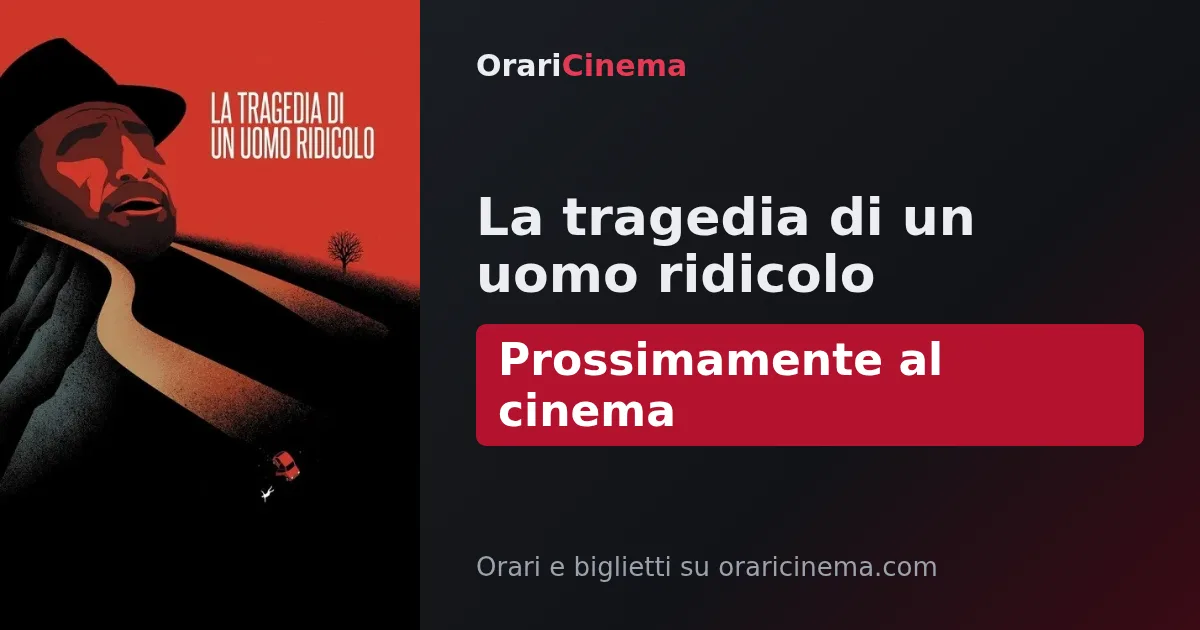 LA TRAGEDIA DI
UN UOMO RIDICOLO
OrariCinema
La tragedia di un
uomo ridicolo
Prossimamente al
cinema
Orari e biglietti su oraricinema.com